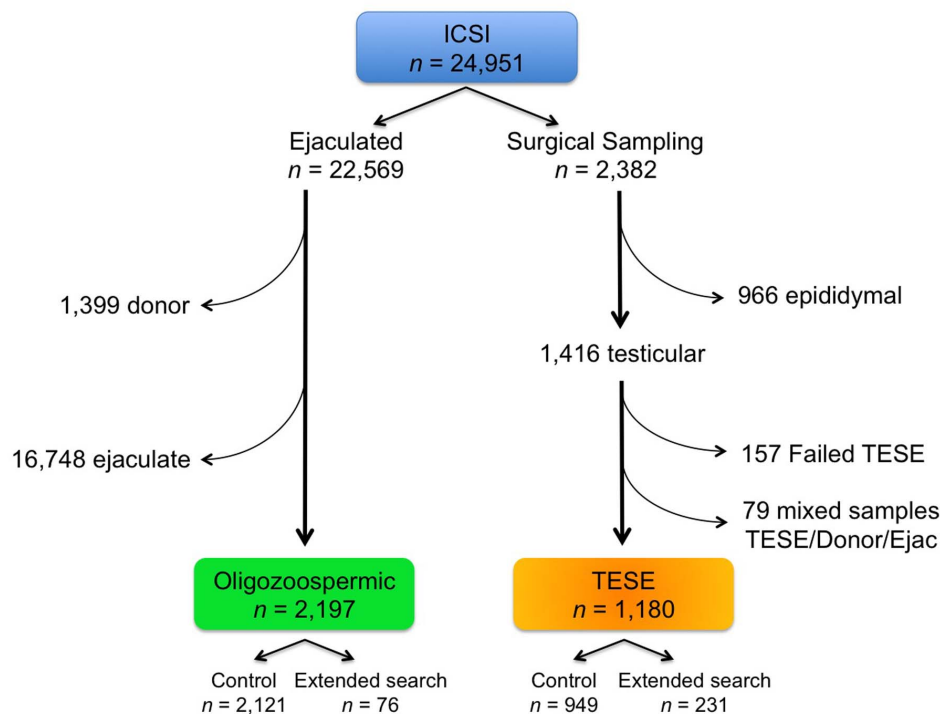 ICSI
n = 24,951
Ejaculated
n = 22,569
Surgical Sampling
n = 2,382
1,399 donor
966 epididymal
1,416 testicular
16,748 ejaculate
157 Failed TESE
79 mixed samples
TESE/Donor/Ejac
Oligozoospermic
n = 2,197
TESE
n = 1,180
Control
n = 2,121
Extended search
n = 76
Control
n = 949
Extended search
n = 231